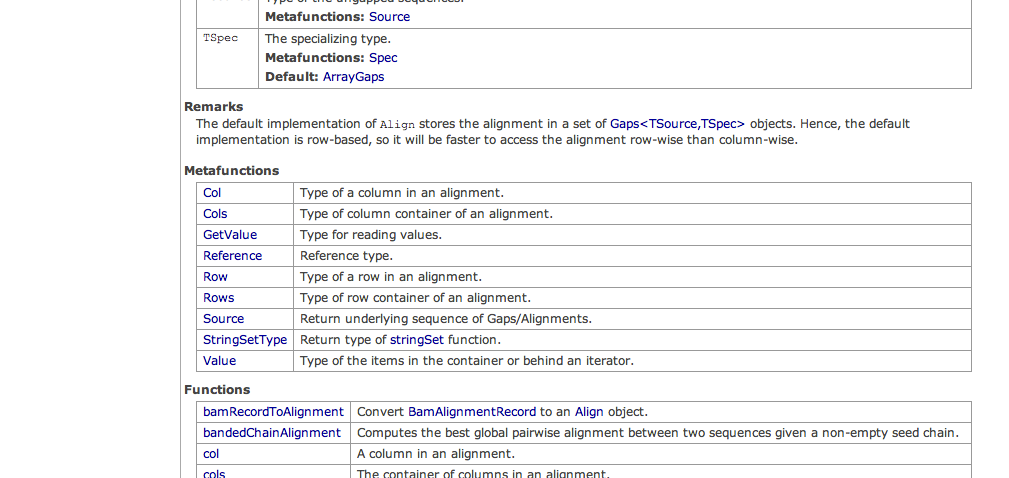 Type of the ungapped sequences.
Metafunctions: Source
TSpec The specializing type.
Metafunctions: Spec
Default: ArrayGaps
Remarks
The default implementation of Align stores the alignment in a set of Gaps<TSource,TSpec> objects. Hence, the default
implementation is row-based, so it will be faster to access the alignment row-wise than column-wise.
Metafunctions
Col Type of a column in an alignment.
Cols Type of column container of an alignment.
GetValue Type for reading values.
Reference Reference type.
Row Type of a row in an alignment.
Rows Type of row container of an alignment.
Source Return underlying sequence of Gaps/Alignments.
StringSetType Return type of stringSet function.
Value Type of the items in the container or behind an iterator.
Functions
bamRecordToAlignment Convert BamAlignmentRecord to an Align object.
bandedChainAlignment Computes the best global pairwise alignment between two sequences given a non-empty seed chain.
col A column in an alignment.
cols The container of columns in an alignment.